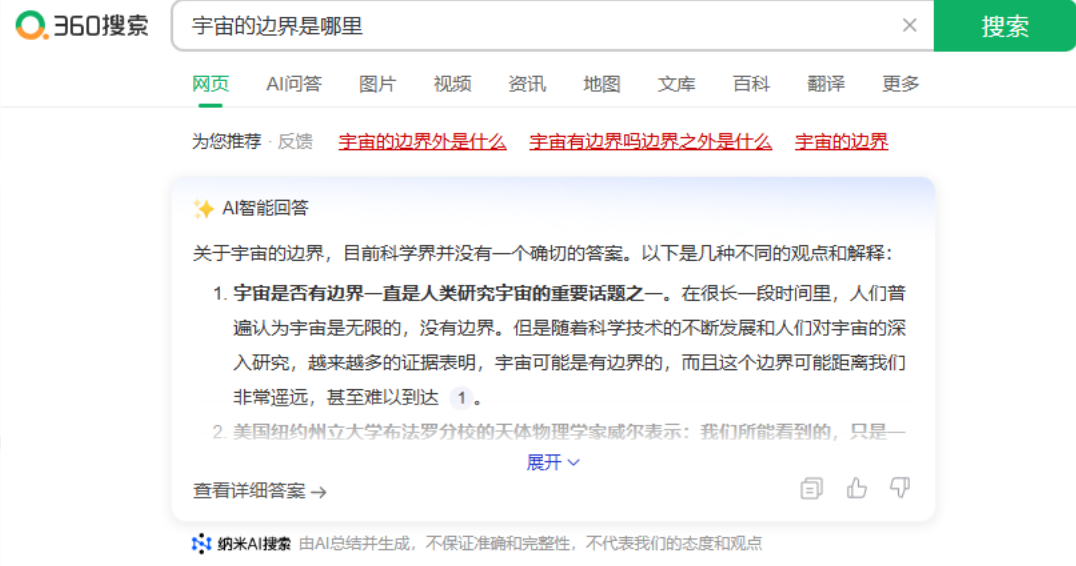 360搜索 宇宙的边界是哪里 搜索
网页 AI问答 图片 视频 资讯 地图 文库 百科 翻译 更多
为您推荐 · 反馈 宇宙的边界外是什么 宇宙有边界吗边界之外是什么 宇宙的边界
AI智能回答
关于宇宙的边界，目前科学界并没有一个确切的答案。以下是几种不同的观点和解释：
1. 宇宙是否有边界一直是人类研究宇宙的重要话题之一。在很长一段时间里，人们普
遍认为宇宙是无限的，没有边界。但是随着科学技术的不断发展和人们对宇宙的深
入研究，越来越多的证据表明，宇宙可能是有边界的，而且这个边界可能距离我们
非常遥远，甚至难以到达 1 。
2. 美国纽约州立大学布法罗分校的天体物理学家威尔表示：我们所能看到的，只是一
展开
查看详细答案→
纳米AI搜索 由AI总结并生成，不保证准确和完整性，不代表我们的态度和观点